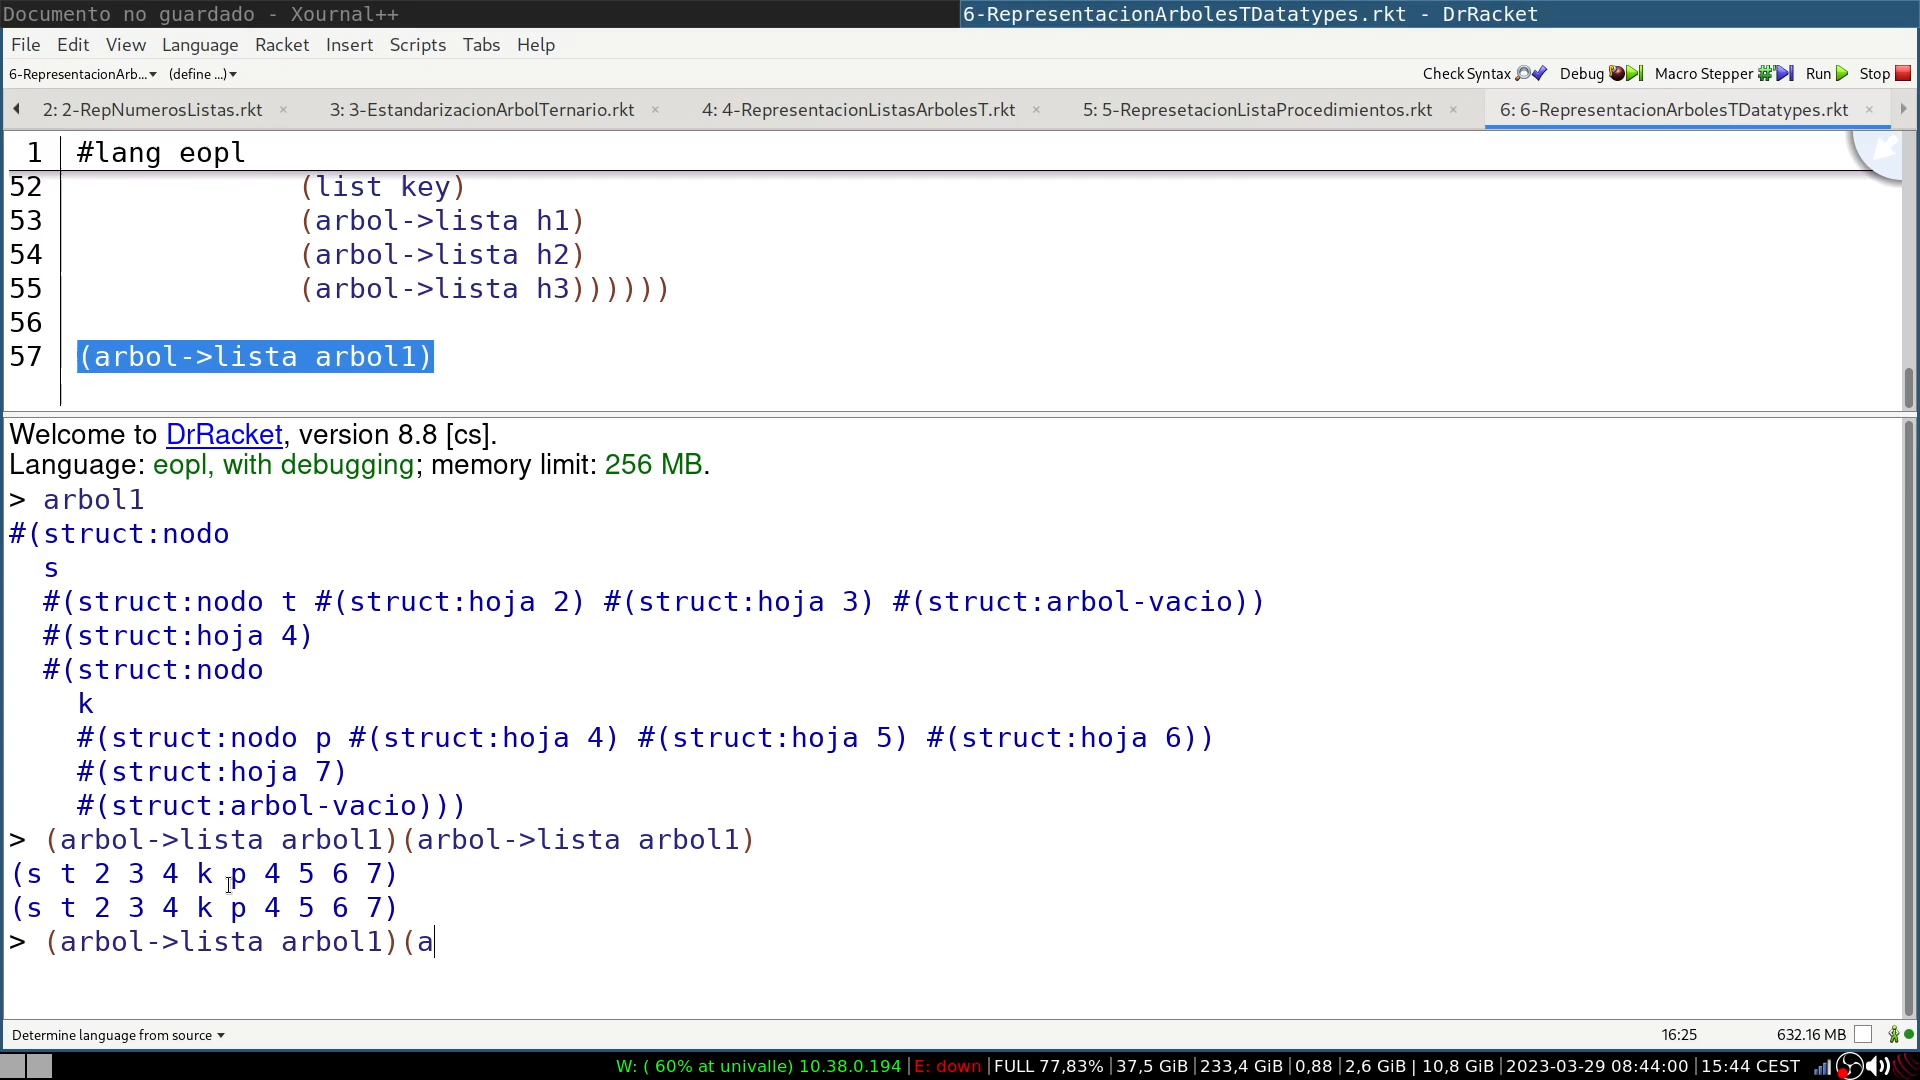 Documento no guardado - Xournal++
6-RepresentacionArbolesTDatatypes.rkt - DrRacket
File Edit View Language Racket Insert Scripts Tabs Help
6-RepresentacionArb... (define ...) Check Syntax Debug Macro Stepper Run Stop
2: 2-RepNumerosListas.rkt 3: 3-EstandarizacionArbolTernario.rkt 4: 4-RepresentacionListasArbolesT.rkt 5: 5-RepresetacionListaProcedimientos.rkt 6: 6-RepresentacionArbolesTDatatypes.rkt
1 #lang eopl
52 (list key)
53 (arbol->lista h1)
54 (arbol->lista h2)
55 (arbol->lista h3))))))
56
57 (arbol->lista arbol1)
Welcome to DrRacket, version 8.8 [cs].
Language: eopl, with debugging; memory limit: 256 MB.
> arbol1
#(struct:nodo
s
#(struct:nodo t #(struct:hoja 2) #(struct:hoja 3) #(struct:arbol-vacio))
#(struct:hoja 4)
#(struct:nodo
k
#(struct:nodo p #(struct:hoja 4) #(struct:hoja 5) #(struct:hoja 6))
#(struct:hoja 7)
#(struct:arbol-vacio)))
> (arbol->lista arbol1)(arbol->lista arbol1)
(s t 2 3 4 k p 4 5 6 7)
(s t 2 3 4 k p 4 5 6 7)
> (arbol->lista arbol1)(a
Determine language from source 16:25 632.16 MB
W: ( 60% at univalle) 10.38.0.194 |E: down |FULL 77,83% |37,5 GiB |233,4 GiB |0,88 |2,6 GiB | 10,8 GiB |2023-03-29 08:44:00 |15:44 CEST